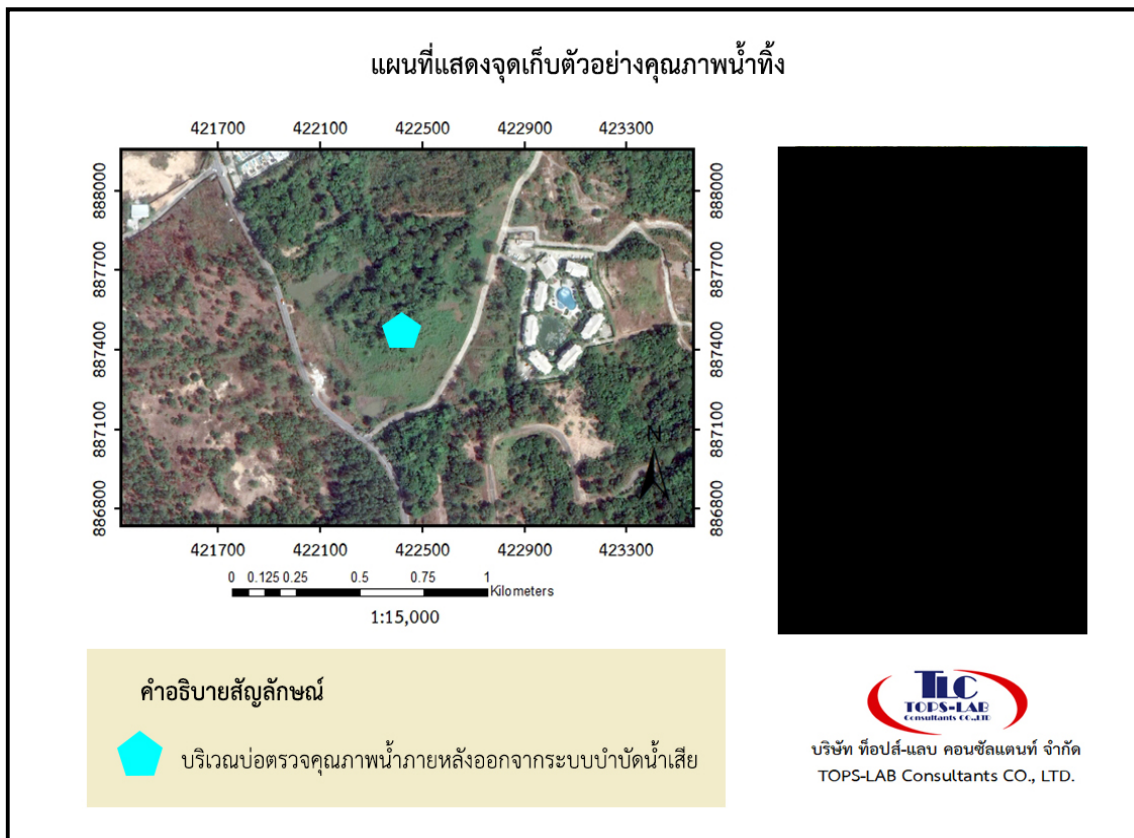 แผนที่แสดงจุดเก็บตัวอย่างคุณภาพน้ำทิ้ง
421700 422100 422500 422900 423300
888000 888000
887700 887700
887400 887400
887100 887100
886800 886800
N
421700 422100 422500 422900 423300
0 0.125 0.25 0.5 0.75 1
Kilometers
1:15,000
คำอธิบายสัญลักษณ์
บริเวณบ่อตรวจคุณภาพน้ำภายหลังออกจากระบบบำบัดน้ำเสีย
TLC
TOPS-LAB
Consultants CO.,LTD
บริษัท ท็อปส์-แลบ คอนซัลแตนท์ จำกัด
TOPS-LAB Consultants CO., LTD.